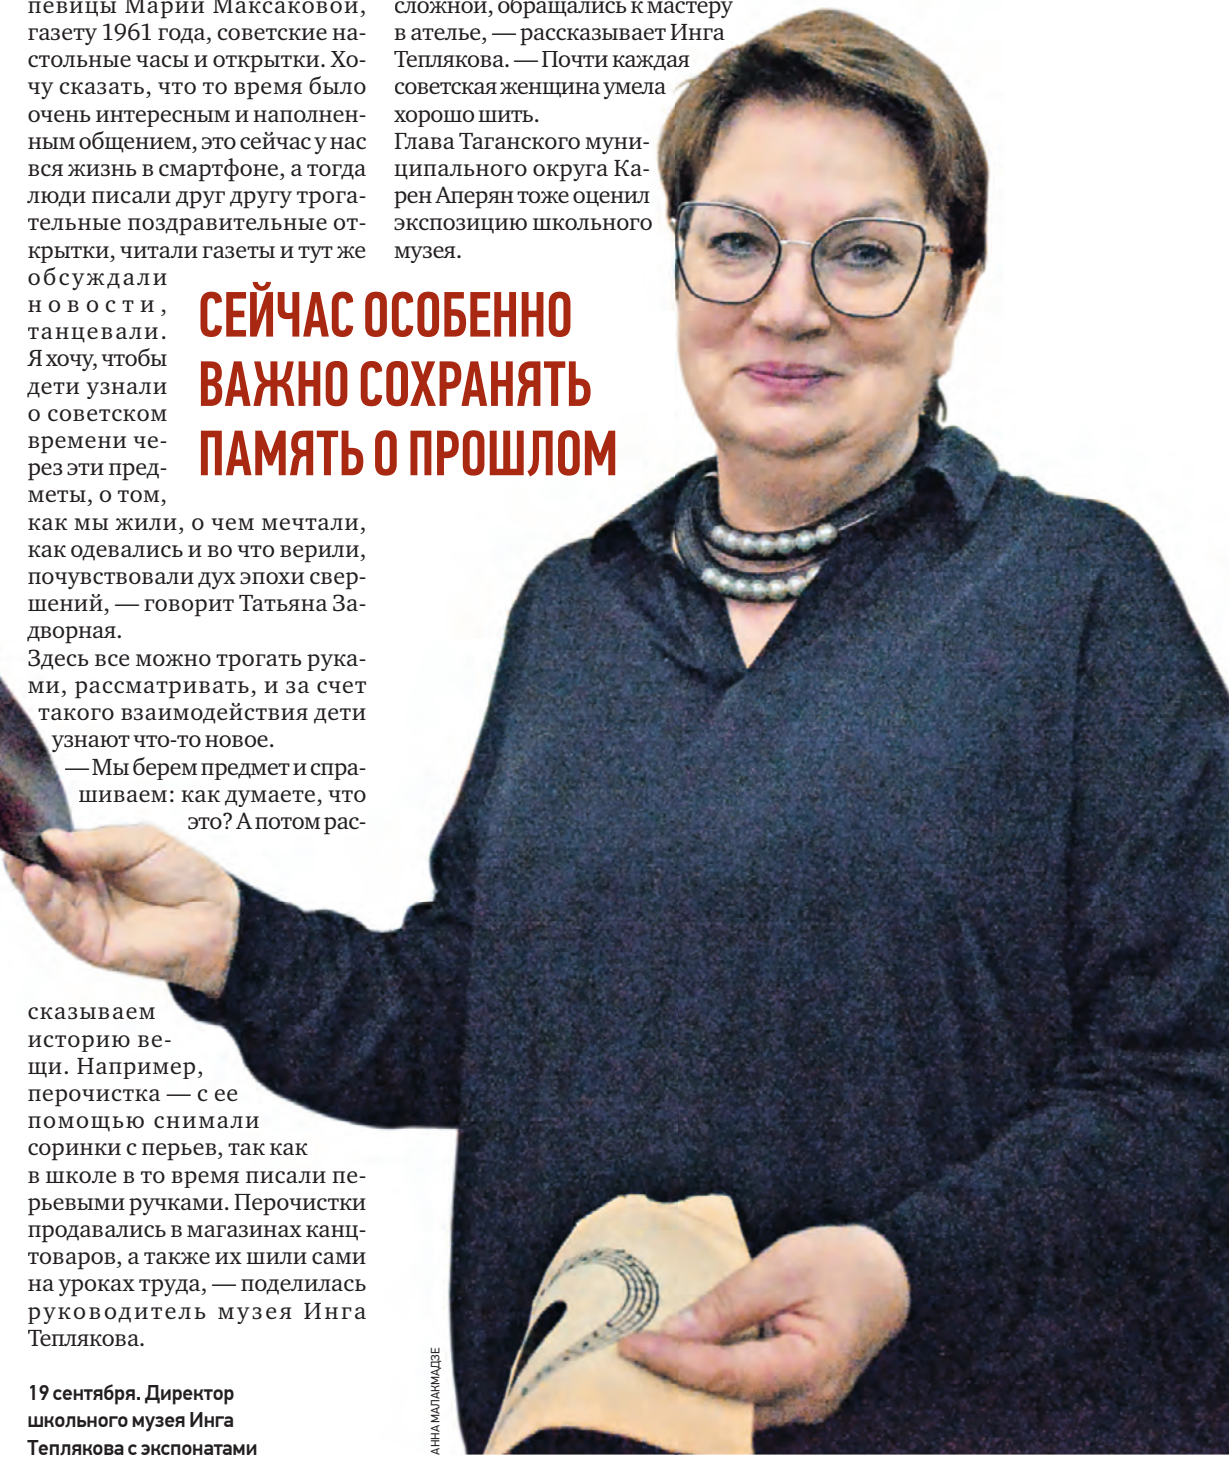 певицы Марии Максаковой,
газету 1961 года, советские на-
стольные часы и открытки. Хо-
чу сказать, что то время было
очень интересным и наполнен-
ным общением, это сейчас у нас
вся жизнь в смартфоне, а тогда
люди писали друг другу трога-
тельные поздравительные от-
крытки, читали газеты и тут же
обсуждали
новости,
танцевали.
Я хочу, чтобы
дети узнали
о советском
времени че-
рез эти пред-
меты, о том,
как мы жили, о чем мечтали,
как одевались и во что верили,
почувствовали дух эпохи свер-
шений, — говорит Татьяна За-
дворная.
Здесь все можно трогать рука-
ми, рассматривать, и за счет
такого взаимодействия дети
узнают что-то новое.
— Мы берем предмет и спра-
шиваем: как думаете, что
это? А потом рас-
сказываем
историю ве-
щи. Например,
перочистка — с ее
помощью снимали
соринки с перьев, так как
в школе в то время писали пе-
рьевыми ручками. Перочистки
продавались в магазинах канц-
товаров, а также их шили сами
на уроках труда, — поделилась
руководитель музея Инга
Теплякова.
сложной, обращались к мастеру
в ателье, — рассказывает Инга
Теплякова. — Почти каждая
советская женщина умела
хорошо шить.
Глава Таганского муни-
ципального округа Ка-
рен Аперян тоже оценил
экспозицию школьного
музея.
СЕЙЧАС ОСОБЕННО
ВАЖНО СОХРАНЯТЬ
ПАМЯТЬ О ПРОШЛОМ
19 сентября. Директор
школьного музея Инга
Теплякова с экспонатами
АННА МАЛАКМАДЗЕ